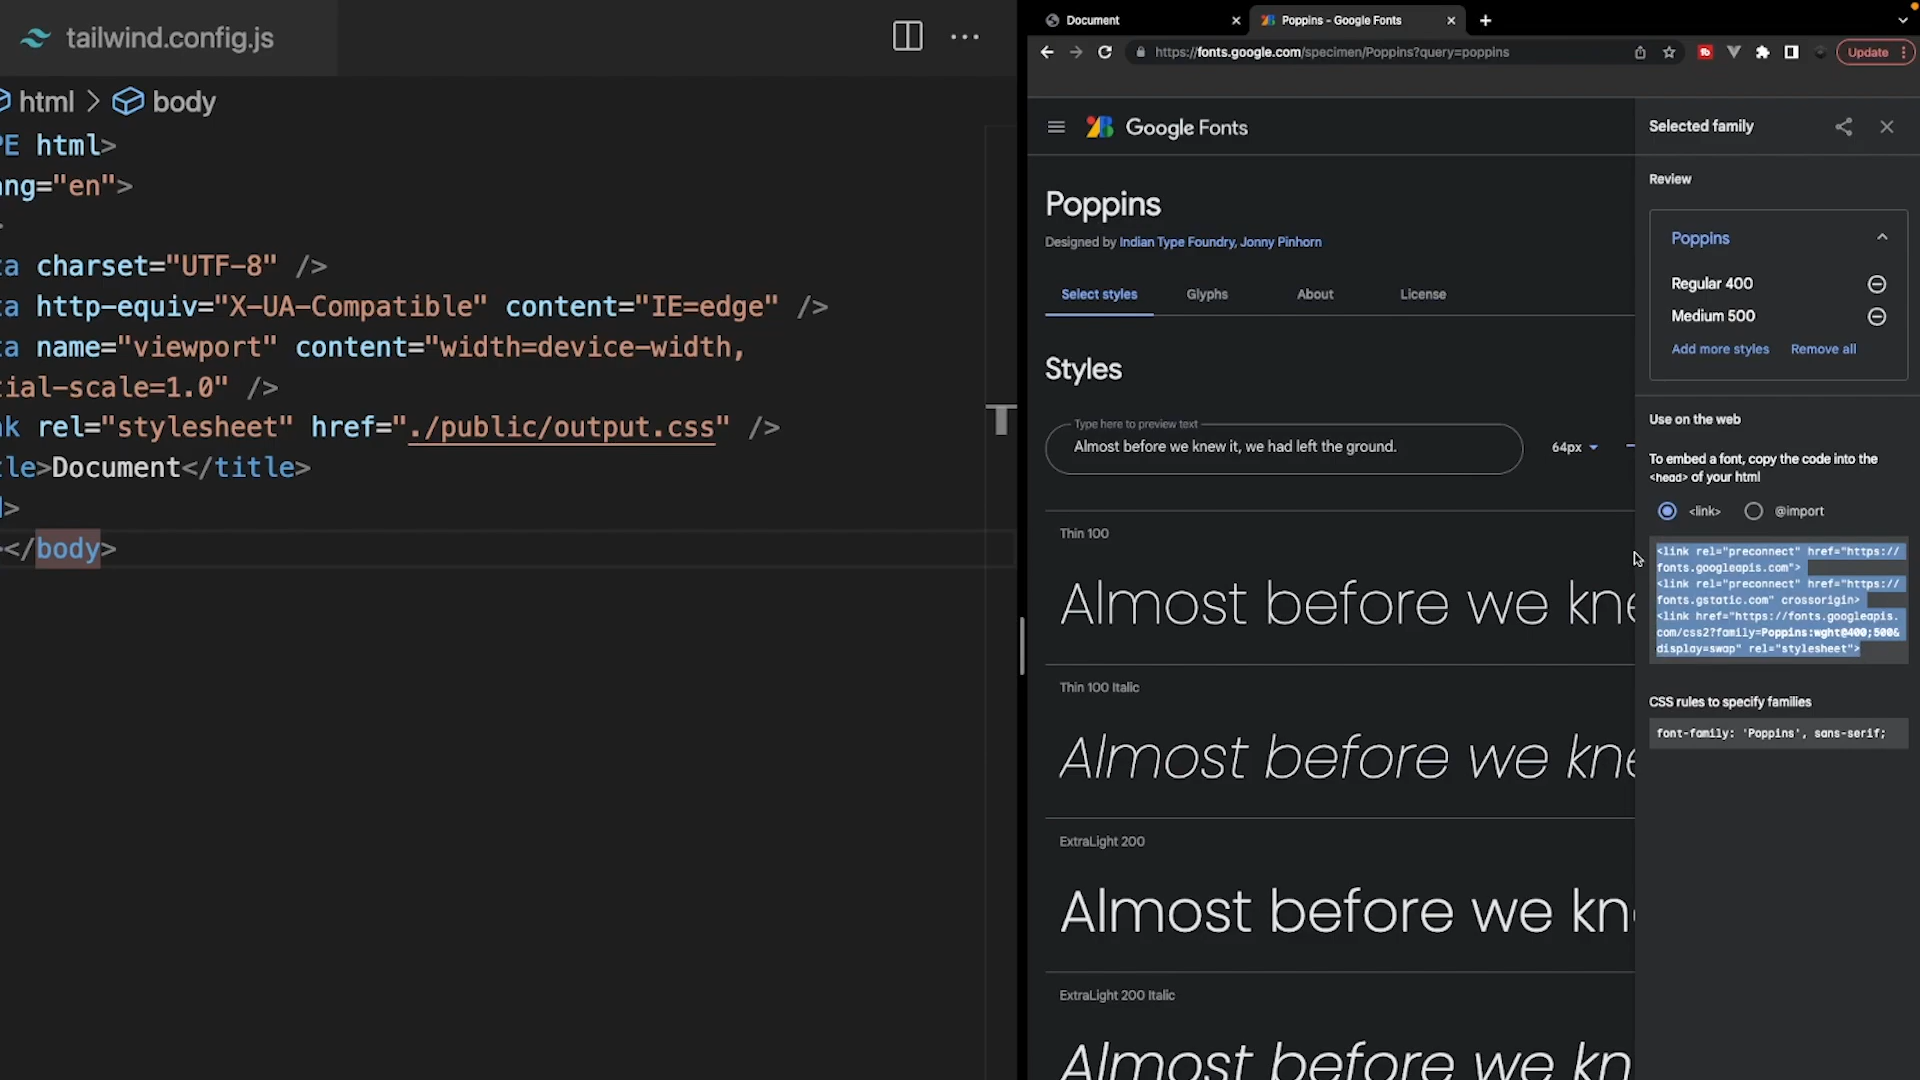 tailwind.config.js
html > body
E html>
ang="en">
>
ta charset="UTF-8" />
ta http-equiv="X-UA-Compatible" content="IE=edge" />
ta name="viewport" content="width=device-width,
tial-scale=1.0" />
nk rel="stylesheet" href="./public/output.css" />
tle>Document</title>
d>
></body>
Document
Poppins - Google Fonts
https://fonts.google.com/specimen/Poppins?query=poppins
Update
Google Fonts
Poppins
Designed by Indian Type Foundry, Jonny Pinhorn
Select styles
Glyphs
About
License
Styles
Type here to preview text
Almost before we knew it, we had left the ground.
64px
Thin 100
Almost before we kne
Thin 100 Italic
Almost before we kne
ExtraLight 200
Almost before we kn
ExtraLight 200 Italic
Almost before we kn
Selected family
Review
Poppins
Regular 400
Medium 500
Add more styles
Remove all
Use on the web
To embed a font, copy the code into the
<head> of your html
<link>
@import
<link rel="preconnect" href="https://
fonts.googleapis.com">
<link rel="preconnect" href="https://
fonts.gstatic.com" crossorigin>
<link href="https://fonts.googleapis.
com/css2?family=Poppins:wght@400;500&
display=swap" rel="stylesheet">
CSS rules to specify families
font-family: 'Poppins', sans-serif;